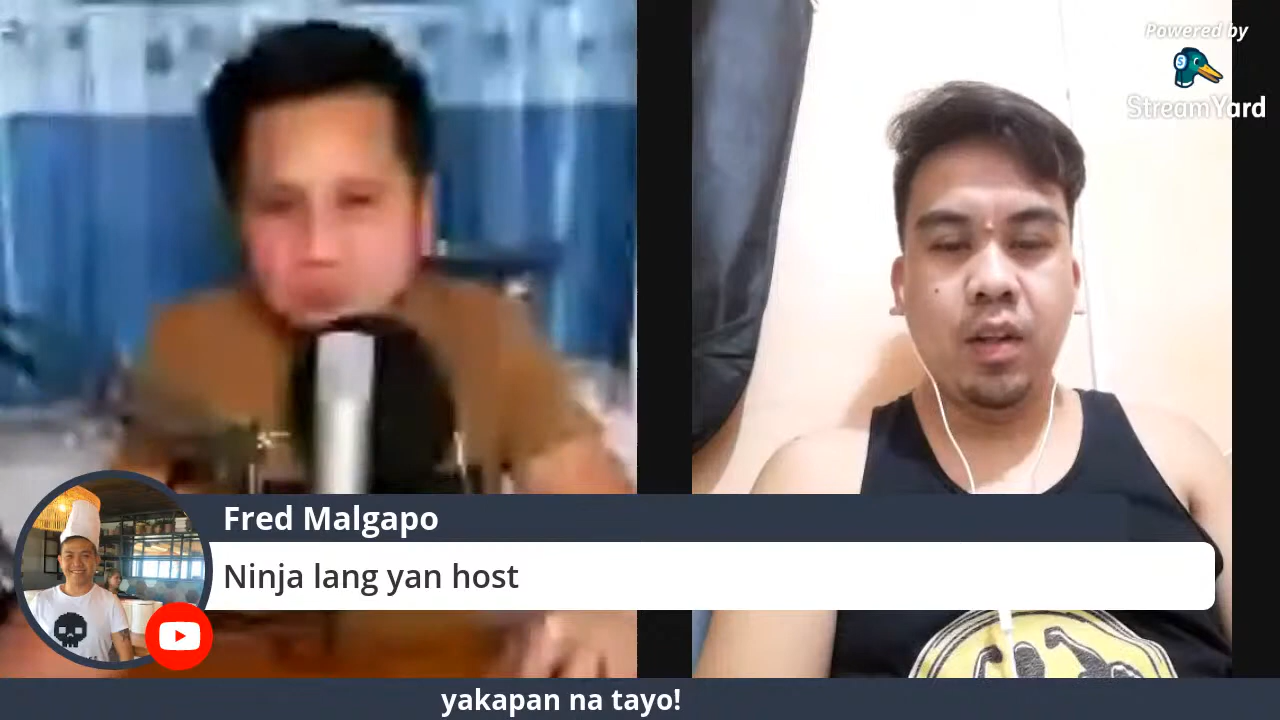 Powered by
StreamYard
Fred Malgapo
Ninja lang yan host
yakapan na tayo!